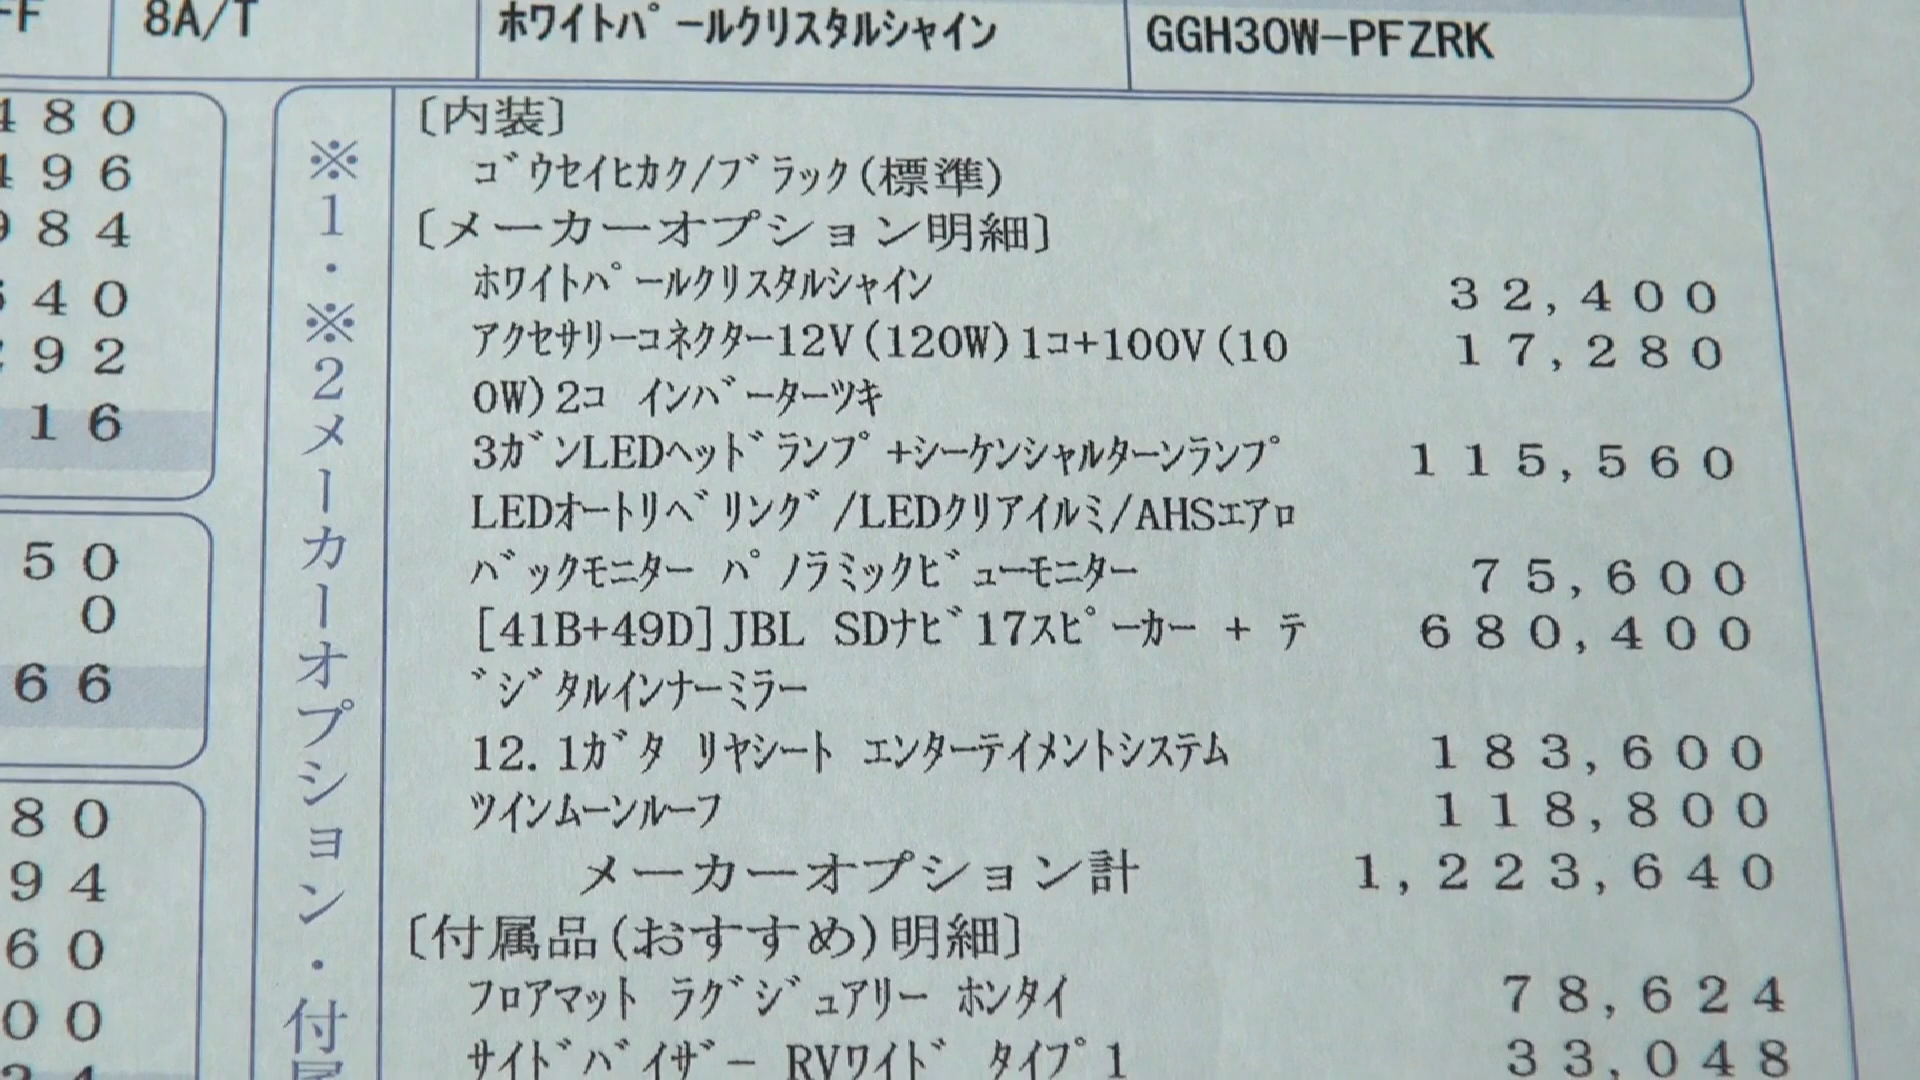 FF 8A/T ホワイトパールクリスタルシャイン GGH30W-PFZRK
480
496
984
640
292
16
50
0
66
80
94
60
00
※1・※2メーカーオプション・付属
〔内装〕
ゴウセイヒカク/ブラック(標準)
〔メーカーオプション明細〕
ホワイトパールクリスタルシャイン 32,400
アクセサリーコネクター12V(120W)1コ+100V(10 17,280
0W)2コ インバーターツキ
3ガンLEDヘッドランプ+シーケンシャルターンランプ 115,560
LEDオートリベリング/LEDクリアイルミ/AHSエアロ
バックモニター パノラミックビューモニター 75,600
[41B+49D]JBL SDナビ17スピーカー + テ 680,400
゙ジタルインナーミラー
12.1ガタ リヤシート エンターテイメントシステム 183,600
ツインムーンルーフ 118,800
メーカーオプション計 1,223,640
〔付属品(おすすめ)明細〕
フロアマット ラグジュアリー ホンタイ 78,624
サイドバイザー RVワイド タイプ1 33,048